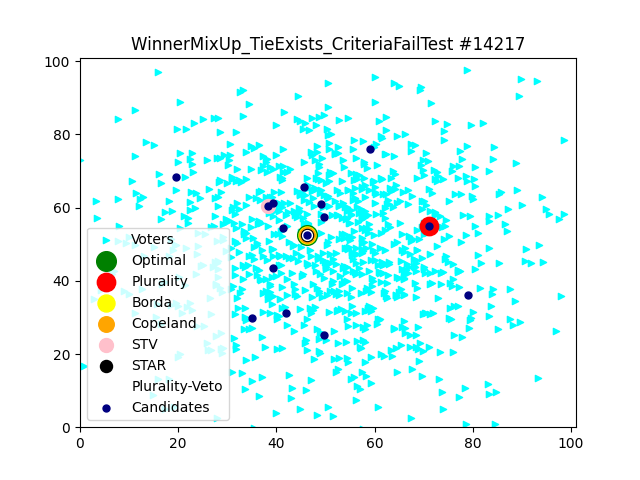 WinnerMixUp_TieExists_CriteriaFailTest #14217
100
80
60
40
20
0
Voters
Optimal
Plurality
Borda
Copeland
STV
STAR
Plurality-Veto
Candidates
0 20 40 60 80 100